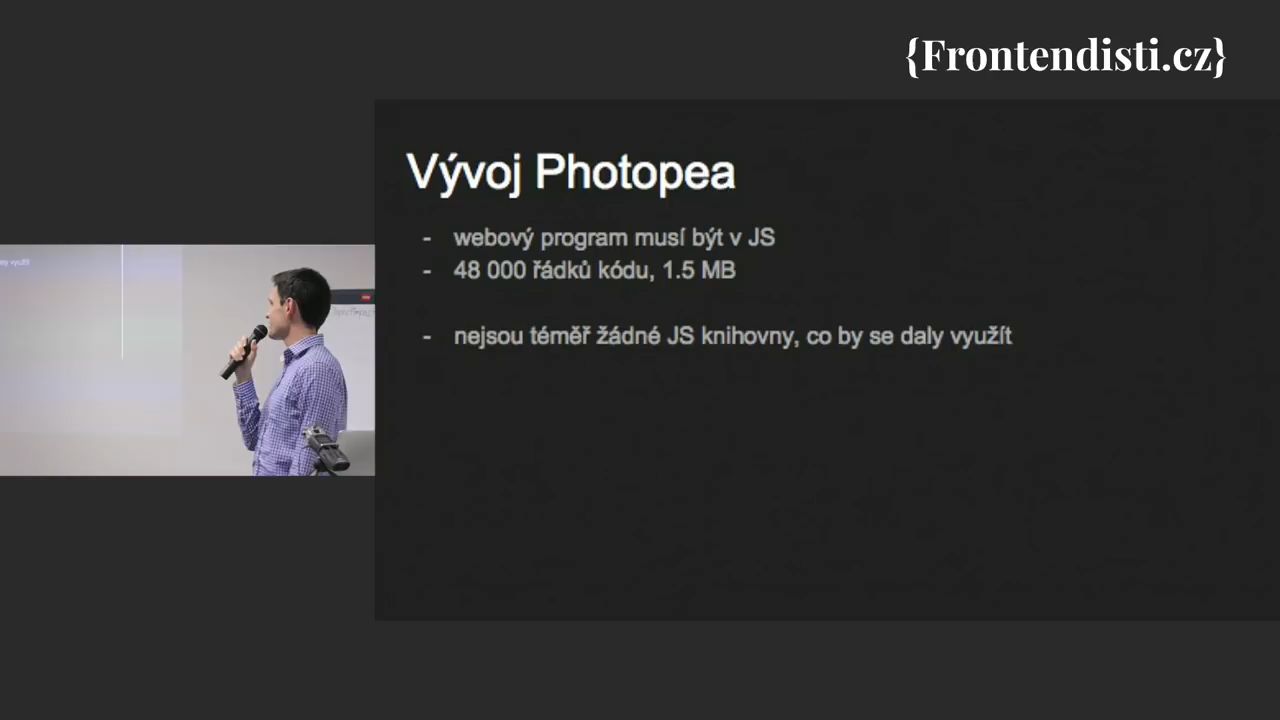 {Frontendisti.cz}
Vývoj Photopea
- webový program musí být v JS
- 48 000 řádků kódu, 1.5 MB
- nejsou téměř žádné JS knihovny, co by se daly využít